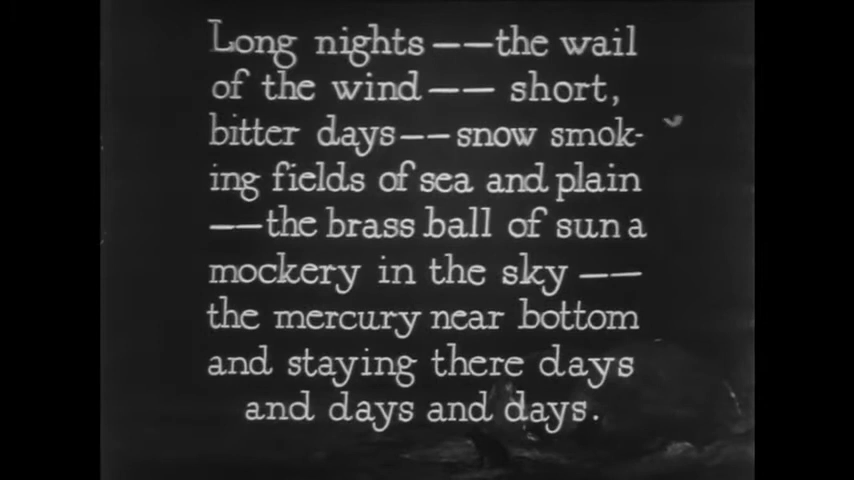 Long nights——the wail
of the wind—— short,
bitter days——snow smok-
ing fields of sea and plain
——the brass ball of sun a
mockery in the sky——
the mercury near bottom
and staying there days
and days and days.